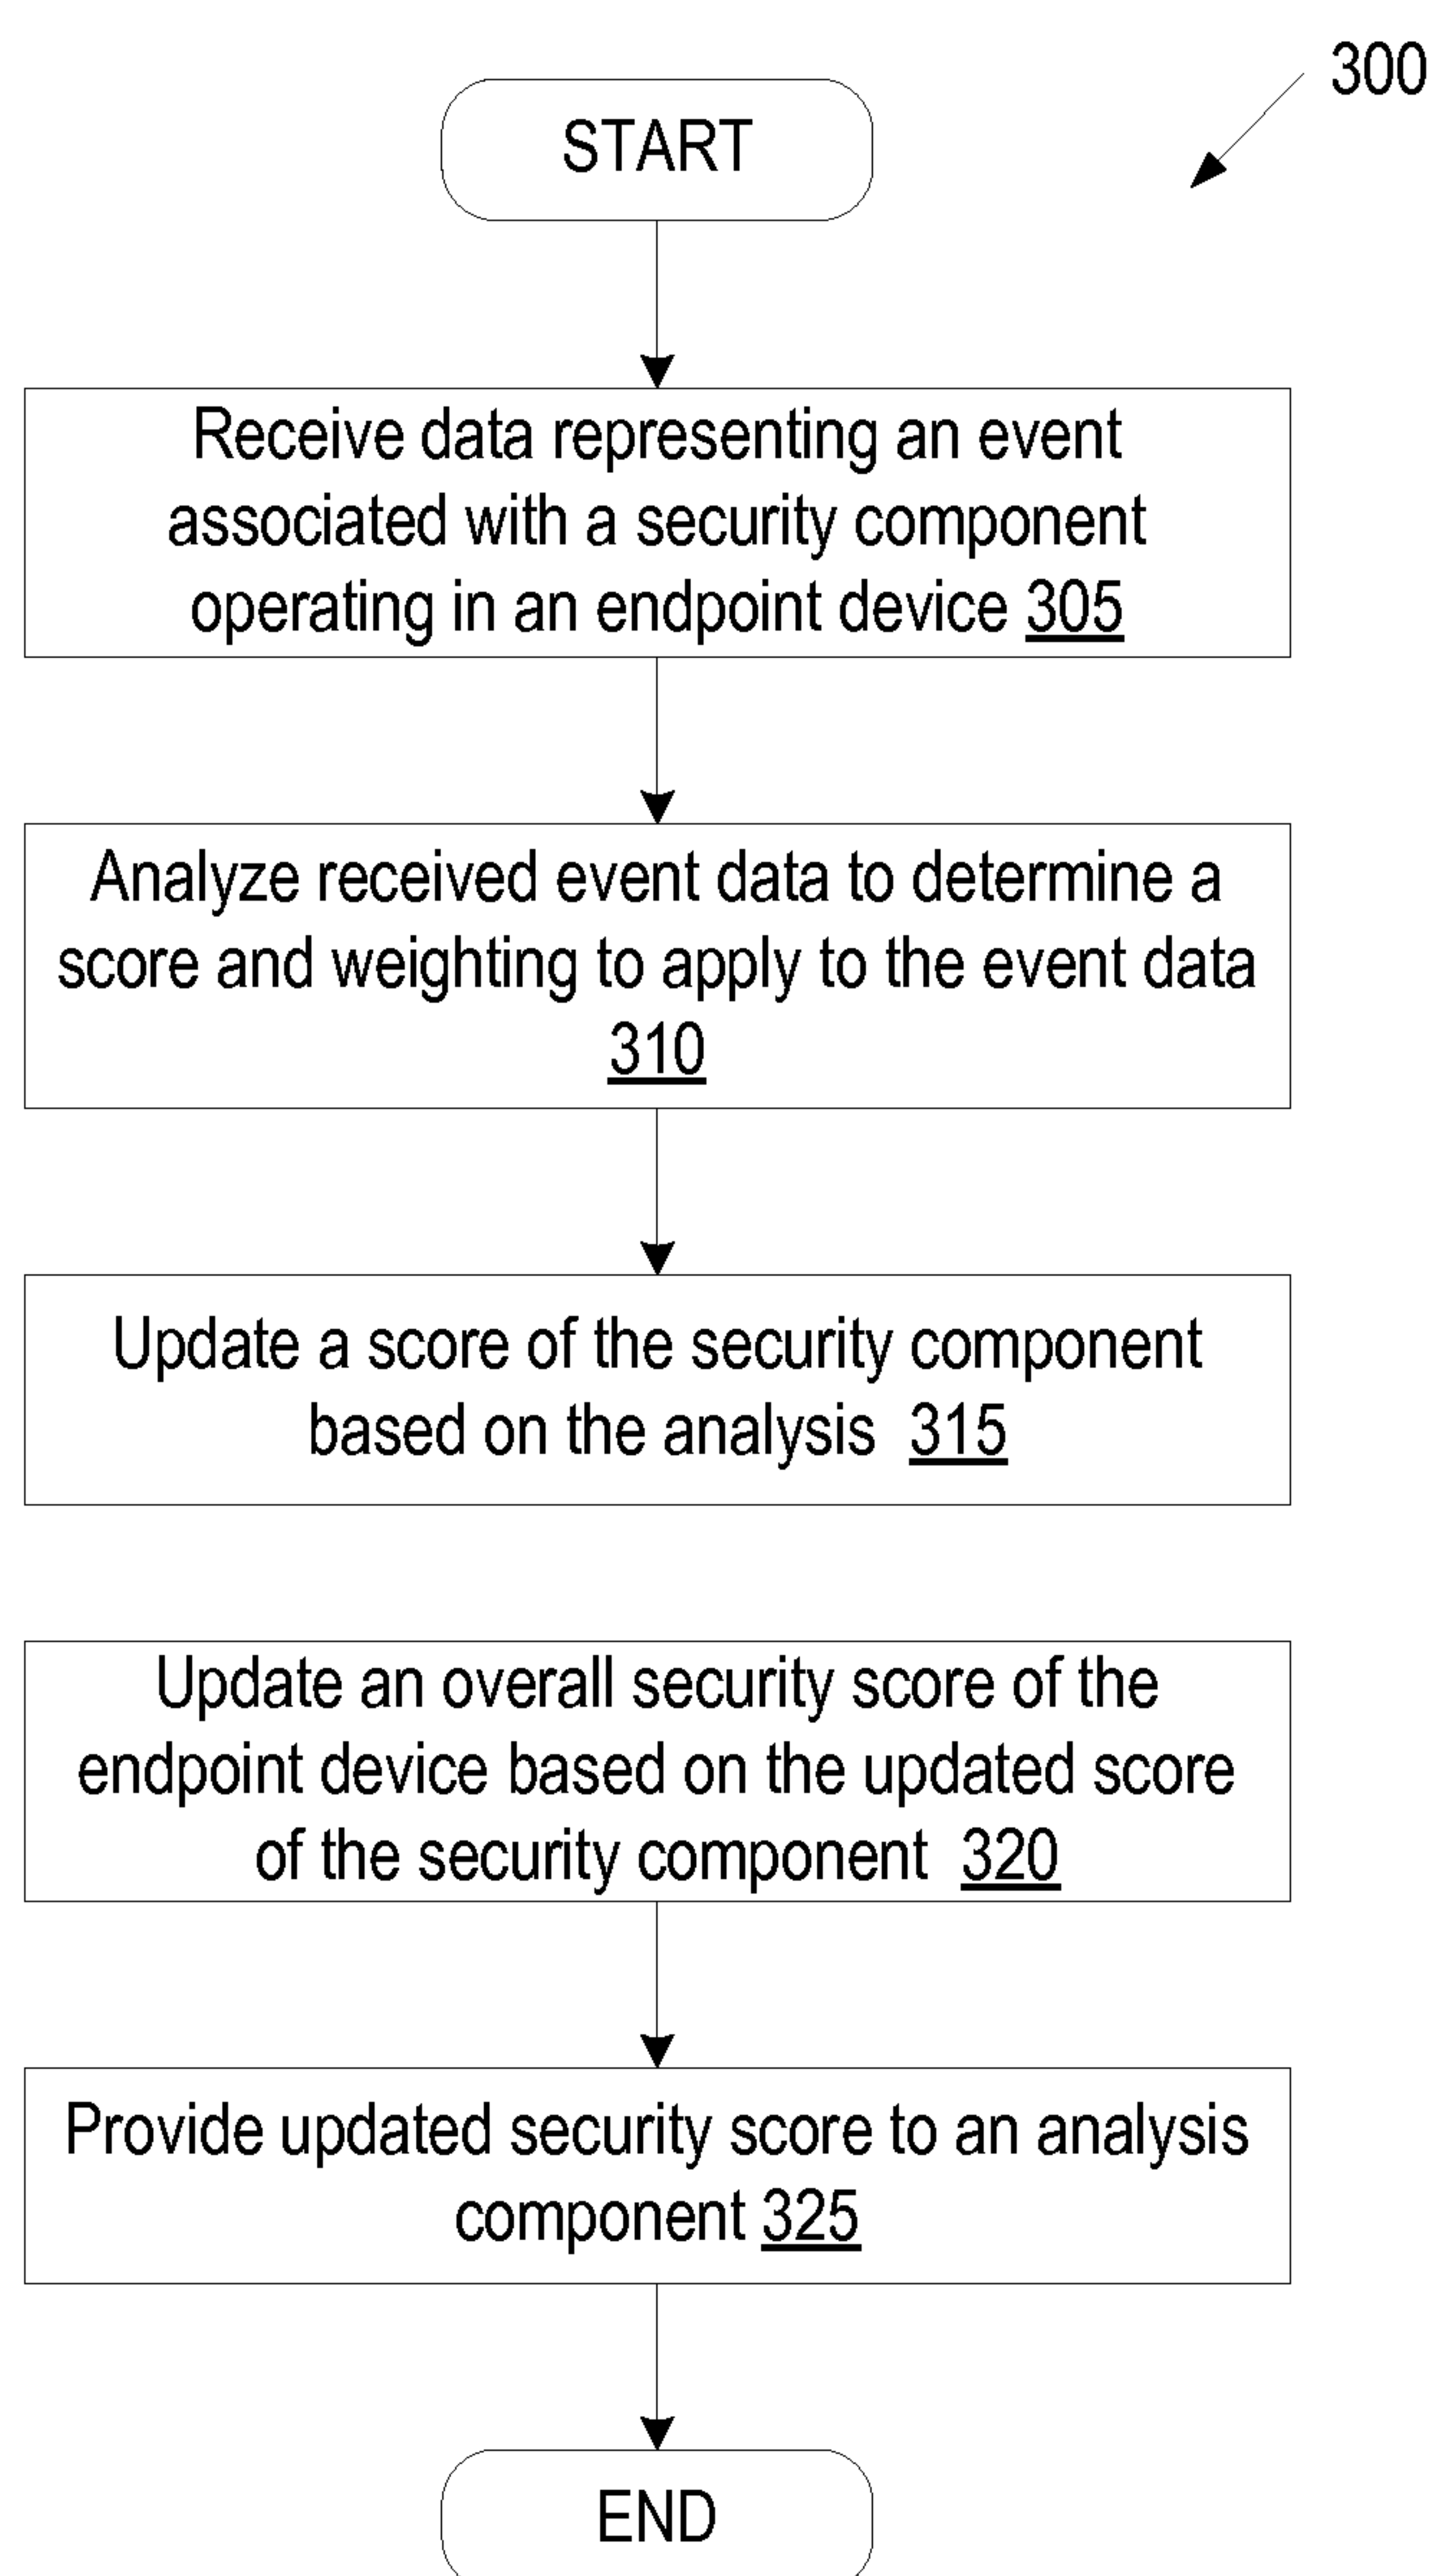 300
START
Receive data representing an event
associated with a security component
operating in an endpoint device 305
Analyze received event data to determine a
score and weighting to apply to the event data
310
Update a score of the security component
based on the analysis 315
Update an overall security score of the
endpoint device based on the updated score
of the security component 320
Provide updated security score to an analysis
component 325
END